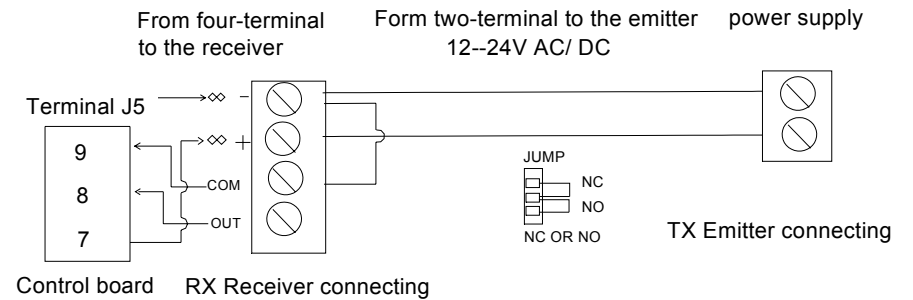 From four-terminal
to the receiver
Form two-terminal to the emitter
12--24V AC/ DC
power supply
Terminal J5
−
+
9
8
7
COM
OUT
JUMP
NC
NO
NC OR NO
TX Emitter connecting
Control board
RX Receiver connecting